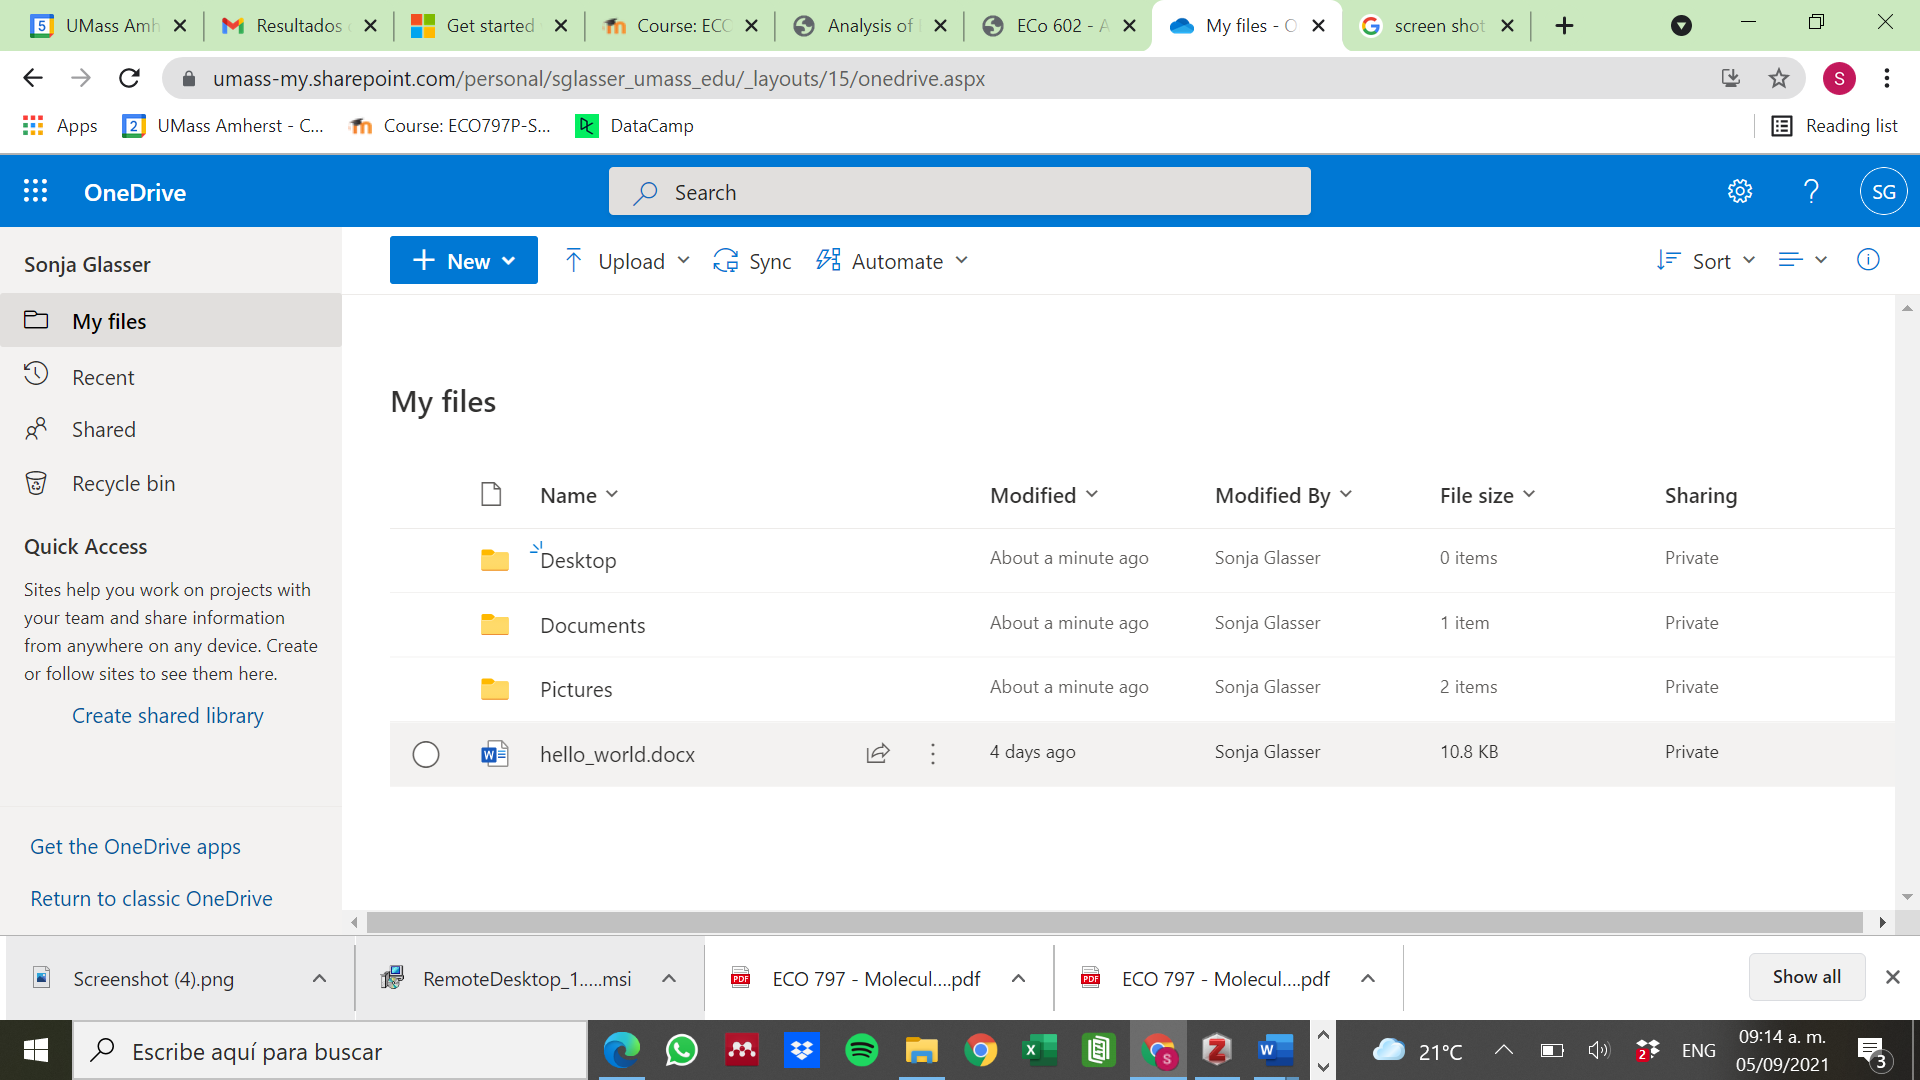 5 UMass Amh
Resultados
Get started
Course: ECO
Analysis of
ECo 602 - A
My files - O
screen shot
umass-my.sharepoint.com/personal/sglasser_umass_edu/_layouts/15/onedrive.aspx
S
Apps
2 UMass Amherst - C...
Course: ECO797P-S...
DC DataCamp
Reading list
OneDrive
Search
?
SG
Sonja Glasser
My files
Recent
Shared
Recycle bin
Quick Access
Sites help you work on projects with
your team and share information
from anywhere on any device. Create
or follow sites to see them here.
Create shared library
Get the OneDrive apps
Return to classic OneDrive
New
Upload
Sync
Automate
Sort
My files
Name Modified Modified By File size Sharing
Desktop About a minute ago Sonja Glasser 0 items Private
Documents About a minute ago Sonja Glasser 1 item Private
Pictures About a minute ago Sonja Glasser 2 items Private
hello_world.docx 4 days ago Sonja Glasser 10.8 KB Private
Screenshot (4).png
RemoteDesktop_1.....msi
PDF ECO 797 - Molecul....pdf
PDF ECO 797 - Molecul....pdf
Show all
Escribe aquí para buscar
S
Z
W
21°C
2
ENG
09:14 a. m.
05/09/2021
3